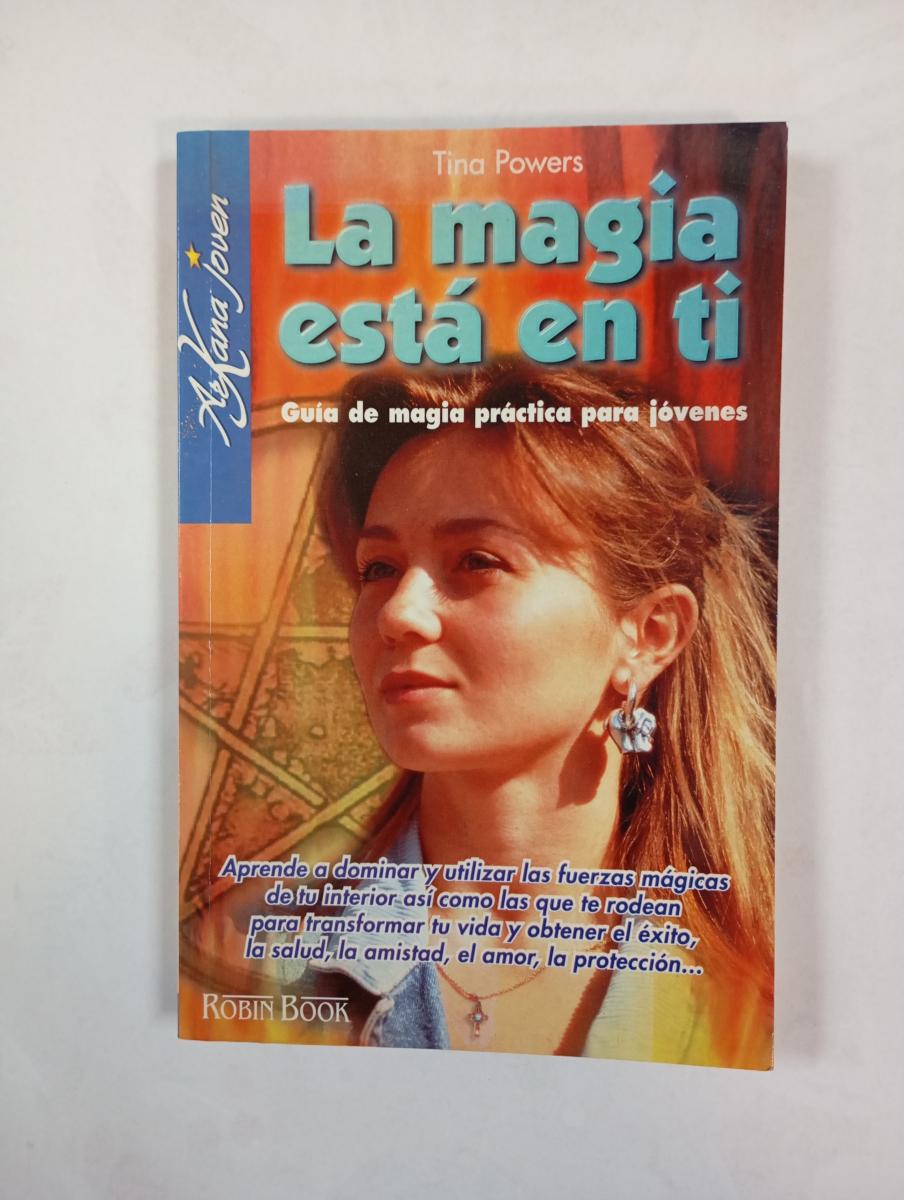 Tina Powers
La magia
está en ti
Guía de magia práctica para jóvenes
Arkana joven
Aprende a dominar y utilizar las fuerzas mágicas
de tu interior así como las que te rodean
para transformar tu vida y obtener el éxito,
la salud, la amistad, el amor, la protección...
ROBIN BOOK